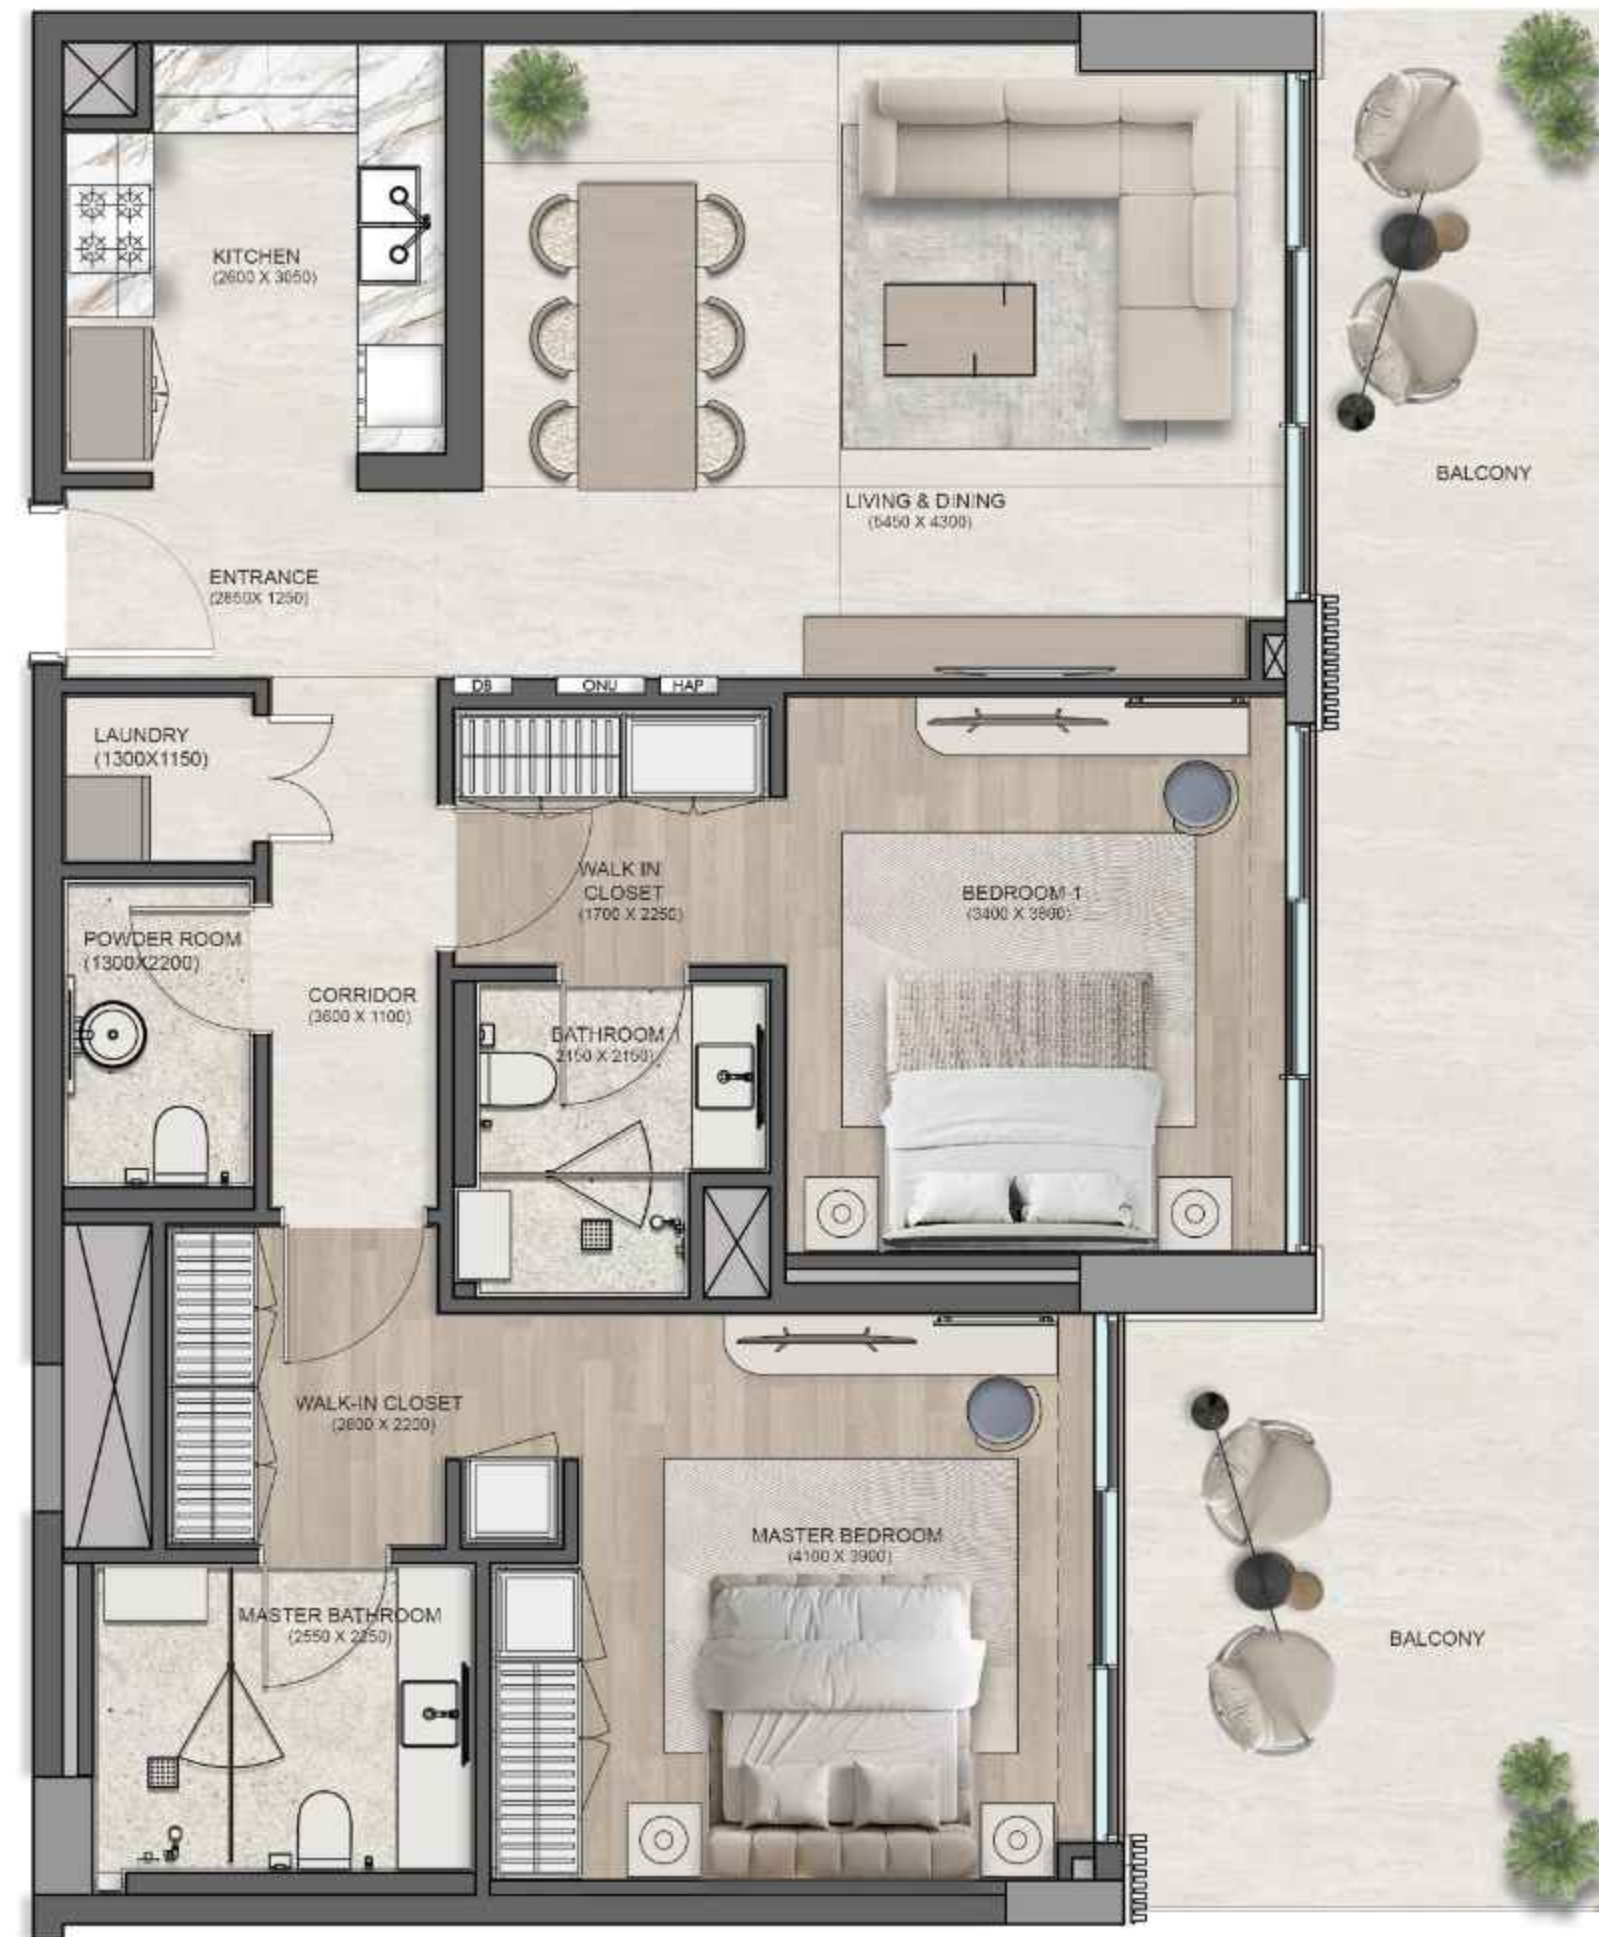 KITCHEN
(2600 X 3050)
LIVING & DINING
(5450 X 4300)
BALCONY
ENTRANCE
(2850X 1250)
DB
ONU
HAP
LAUNDRY
(1300X1150)
WALK IN
CLOSET
(1700 X 2250)
BEDROOM 1
(3400 X 3800)
POWDER ROOM
(1300X2200)
CORRIDOR
(3600 X 1100)
BATHROOM 1
2150 X 2150)
WALK-IN CLOSET
(2800 X 2200)
MASTER BEDROOM
(4100 X 3900)
MASTER BATHROOM
(2550 X 2250)
BALCONY